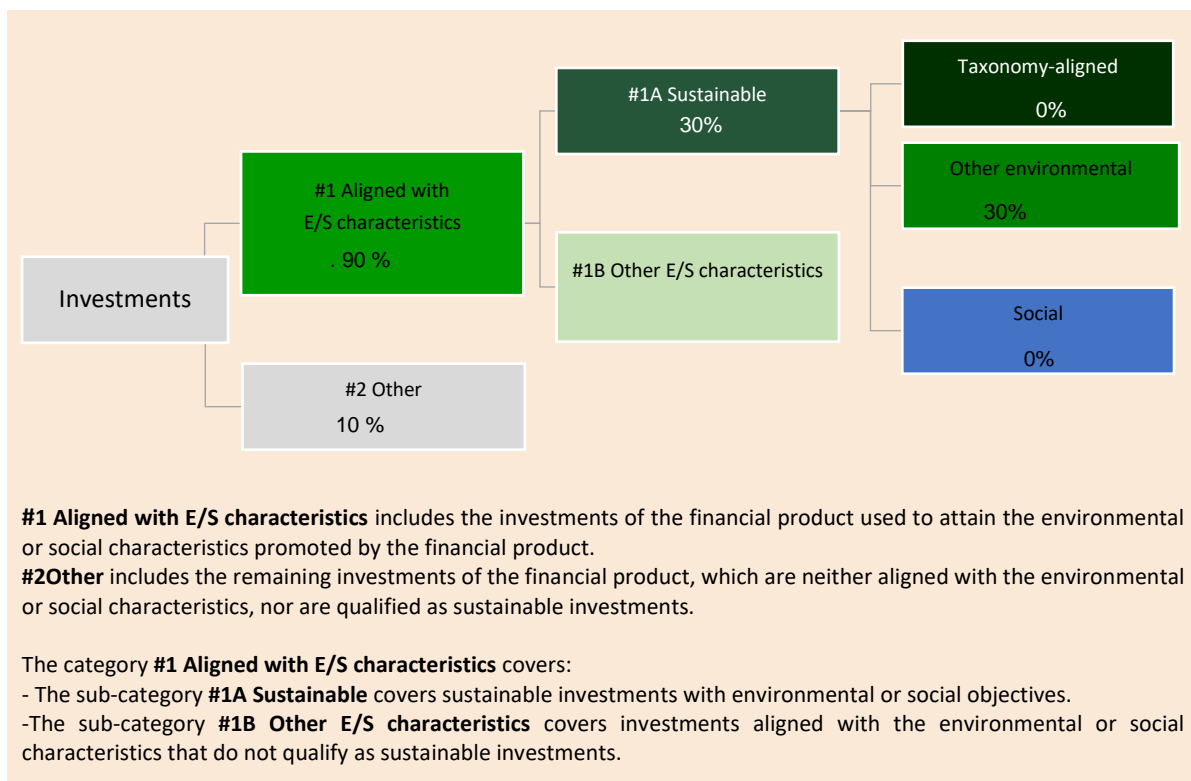 Taxonomy-aligned
0%
#1A Sustainable
30%
Other environmental
30%
#1 Aligned with
E/S characteristics
. 90 %
#1B Other E/S characteristics
Investments
Social
0%
#2 Other
10 %
#1 Aligned with E/S characteristics includes the investments of the financial product used to attain the environmental
or social characteristics promoted by the financial product.
#2Other includes the remaining investments of the financial product, which are neither aligned with the environmental
or social characteristics, nor are qualified as sustainable investments.
The category #1 Aligned with E/S characteristics covers:
- The sub-category #1A Sustainable covers sustainable investments with environmental or social objectives.
-The sub-category #1B Other E/S characteristics covers investments aligned with the environmental or social
characteristics that do not qualify as sustainable investments.